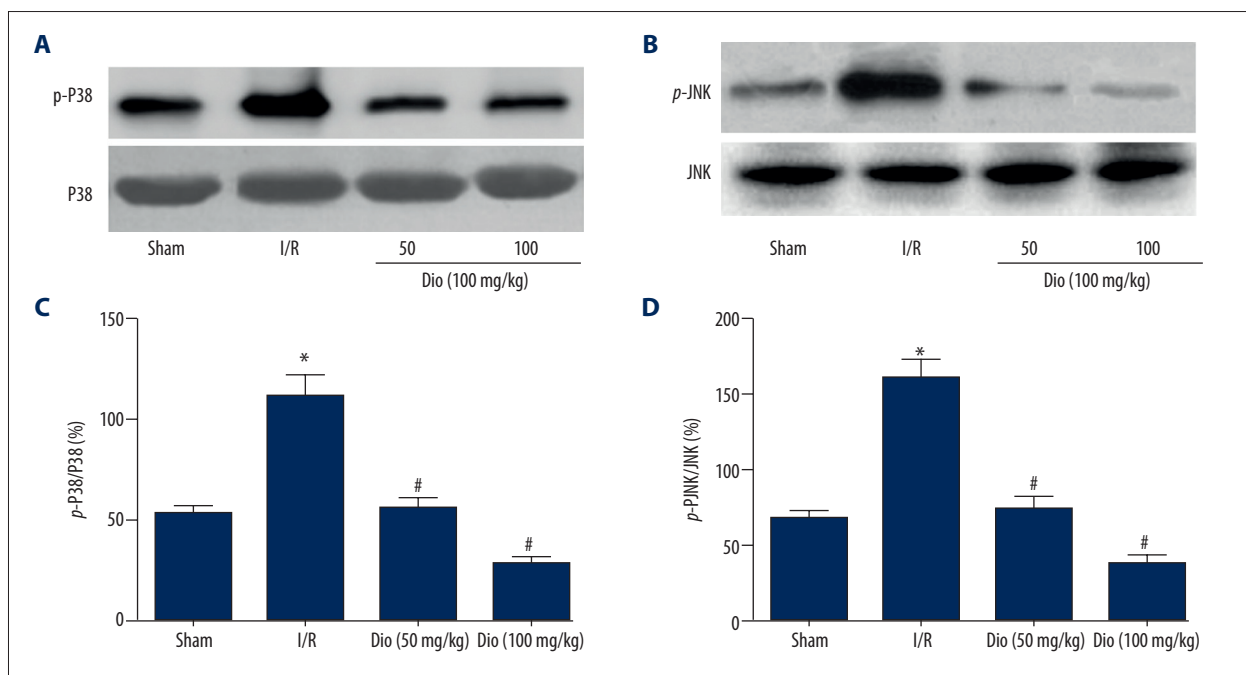 A
p-P38
P38
Sham I/R 50 100
Dio (100 mg/kg)
B
p-JNK
JNK
Sham I/R 50 100
Dio (100 mg/kg)
C
150
100
50
0
p-P38/P38 (%)
*
#
#
Sham I/R Dio (50 mg/kg) Dio (100 mg/kg)
D
200
150
100
50
0
p-PJNK/JNK (%)
*
#
#
Sham I/R Dio (50 mg/kg) Dio (100 mg/kg)